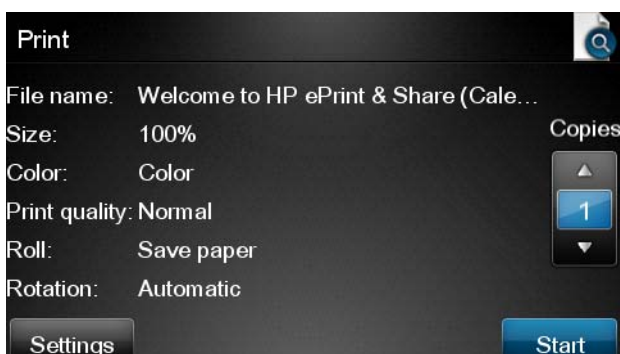 Print
File name: Welcome to HP ePrint & Share (Cale...
Size: 100%
Copies
Color: Color
Print quality: Normal
1
Roll: Save paper
Rotation: Automatic
Settings
Start